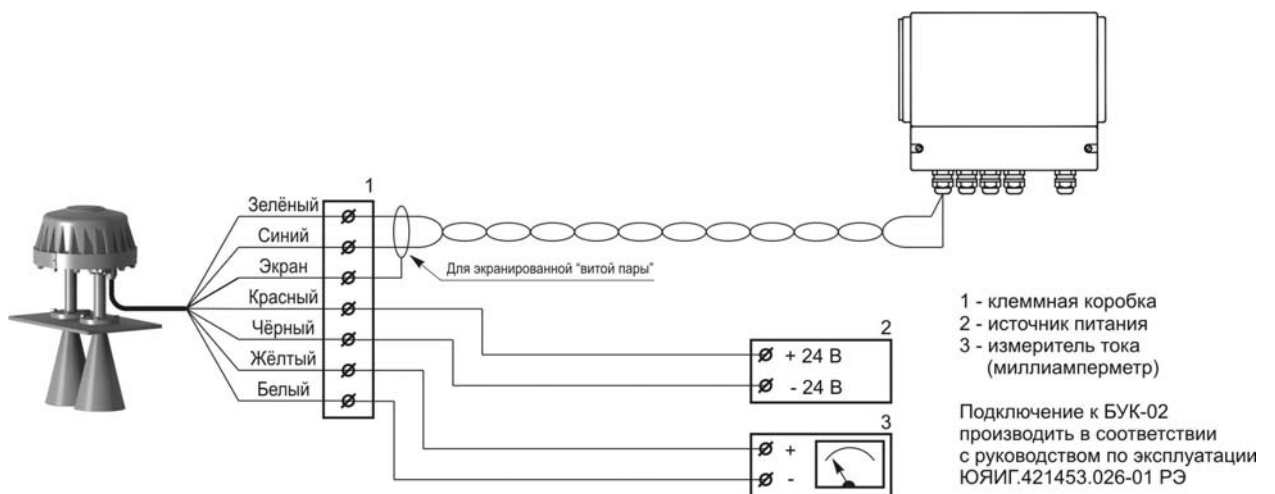 1
Зелёный
Синий
Экран
Красный
Чёрный
Жёлтый
Белый
Для экранированной "витой пары"
2
+ 24 В
- 24 В
3
+
-
1 - клеммная коробка
2 - источник питания
3 - измеритель тока
(миллиамперметр)
Подключение к БУК-02
производить в соответствии
с руководством по эксплуатации
ЮЯИГ.421453.026-01 РЭ